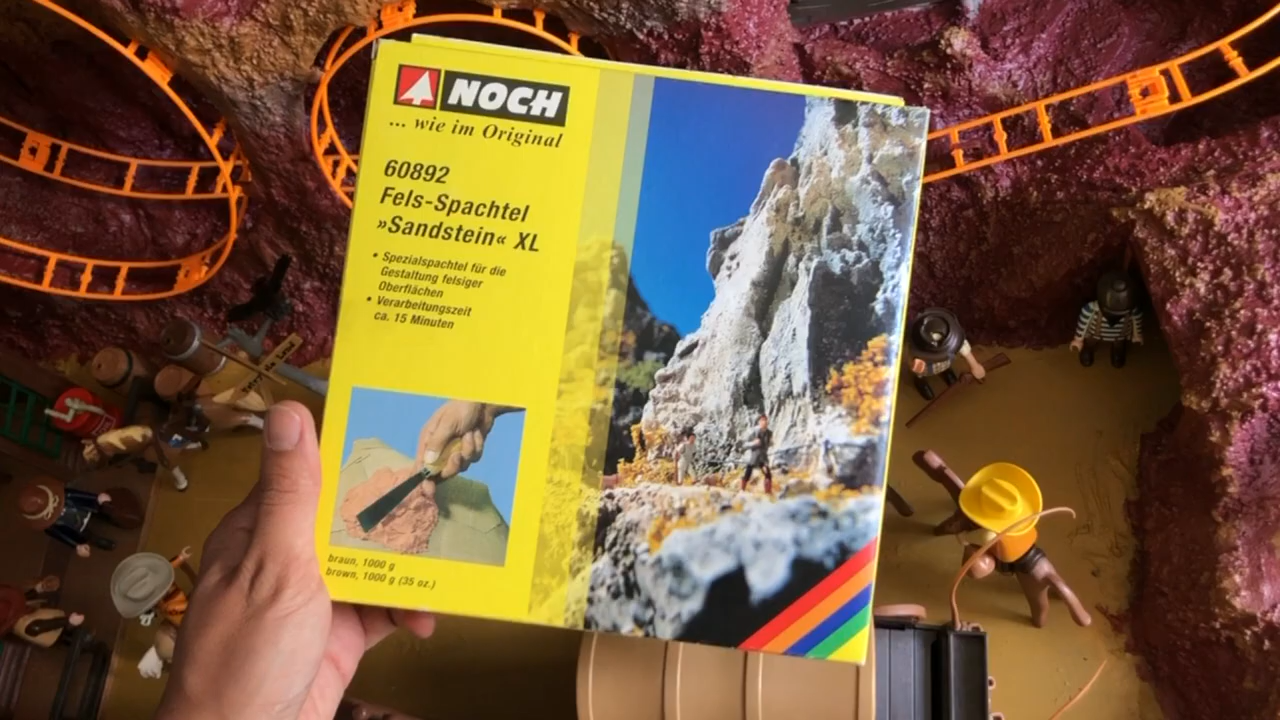 NOCH
... wie im Original
60892
Fels-Spachtel
»Sandstein« XL
• Spezialspachtel für die
Gestaltung felsiger
Oberflächen
• Verarbeitungszeit
ca. 15 Minuten
braun, 1000 g
brown, 1000 g (35 oz.)